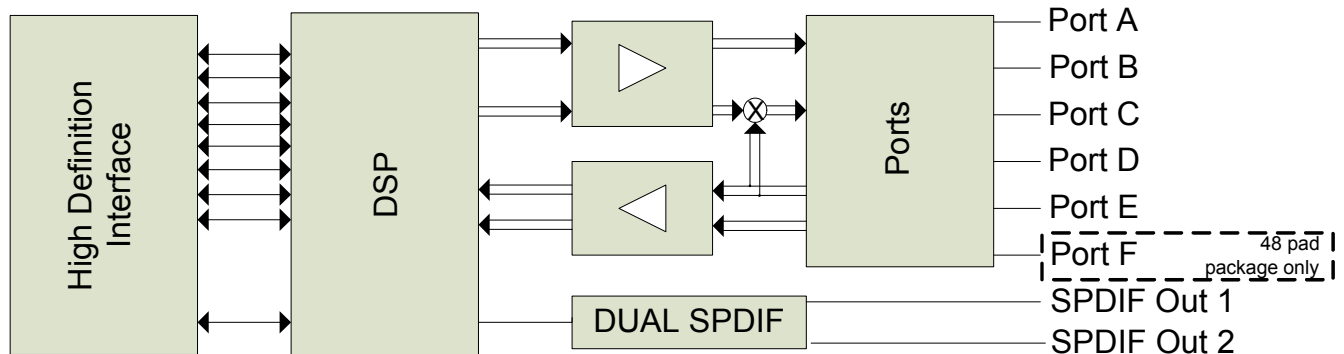 High Definition
Interface
DSP
X
Ports
DUAL SPDIF
Port A
Port B
Port C
Port D
Port E
Port F
48 pad
package only
SPDIF Out 1
SPDIF Out 2